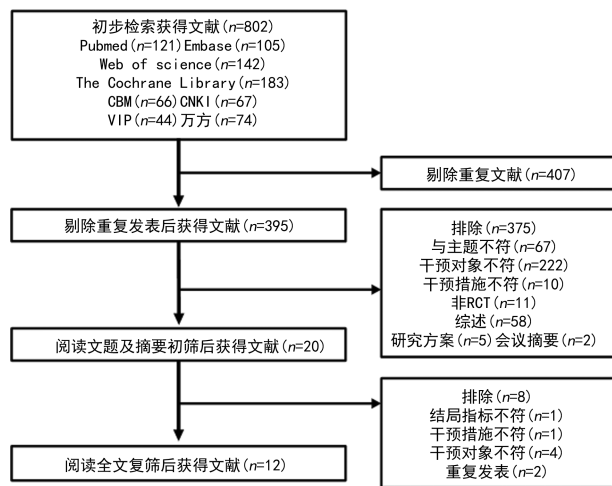 初步检索获得文献(n=802)
Pubmed(n=121)Embase(n=105)
Web of science(n=142)
The Cochrane Library(n=183)
CBM(n=66)CNKI(n=67)
VIP(n=44)万方(n=74)
剔除重复文献(n=407)
剔除重复发表后获得文献(n=395)
排除(n=375)
与主题不符(n=67)
干预对象不符(n=222)
干预措施不符(n=10)
非RCT(n=11)
综述(n=58)
研究方案(n=5)会议摘要(n=2)
阅读文题及摘要初筛后获得文献(n=20)
排除(n=8)
结局指标不符(n=1)
干预措施不符(n=1)
干预对象不符(n=4)
重复发表(n=2)
阅读全文复筛后获得文献(n=12)